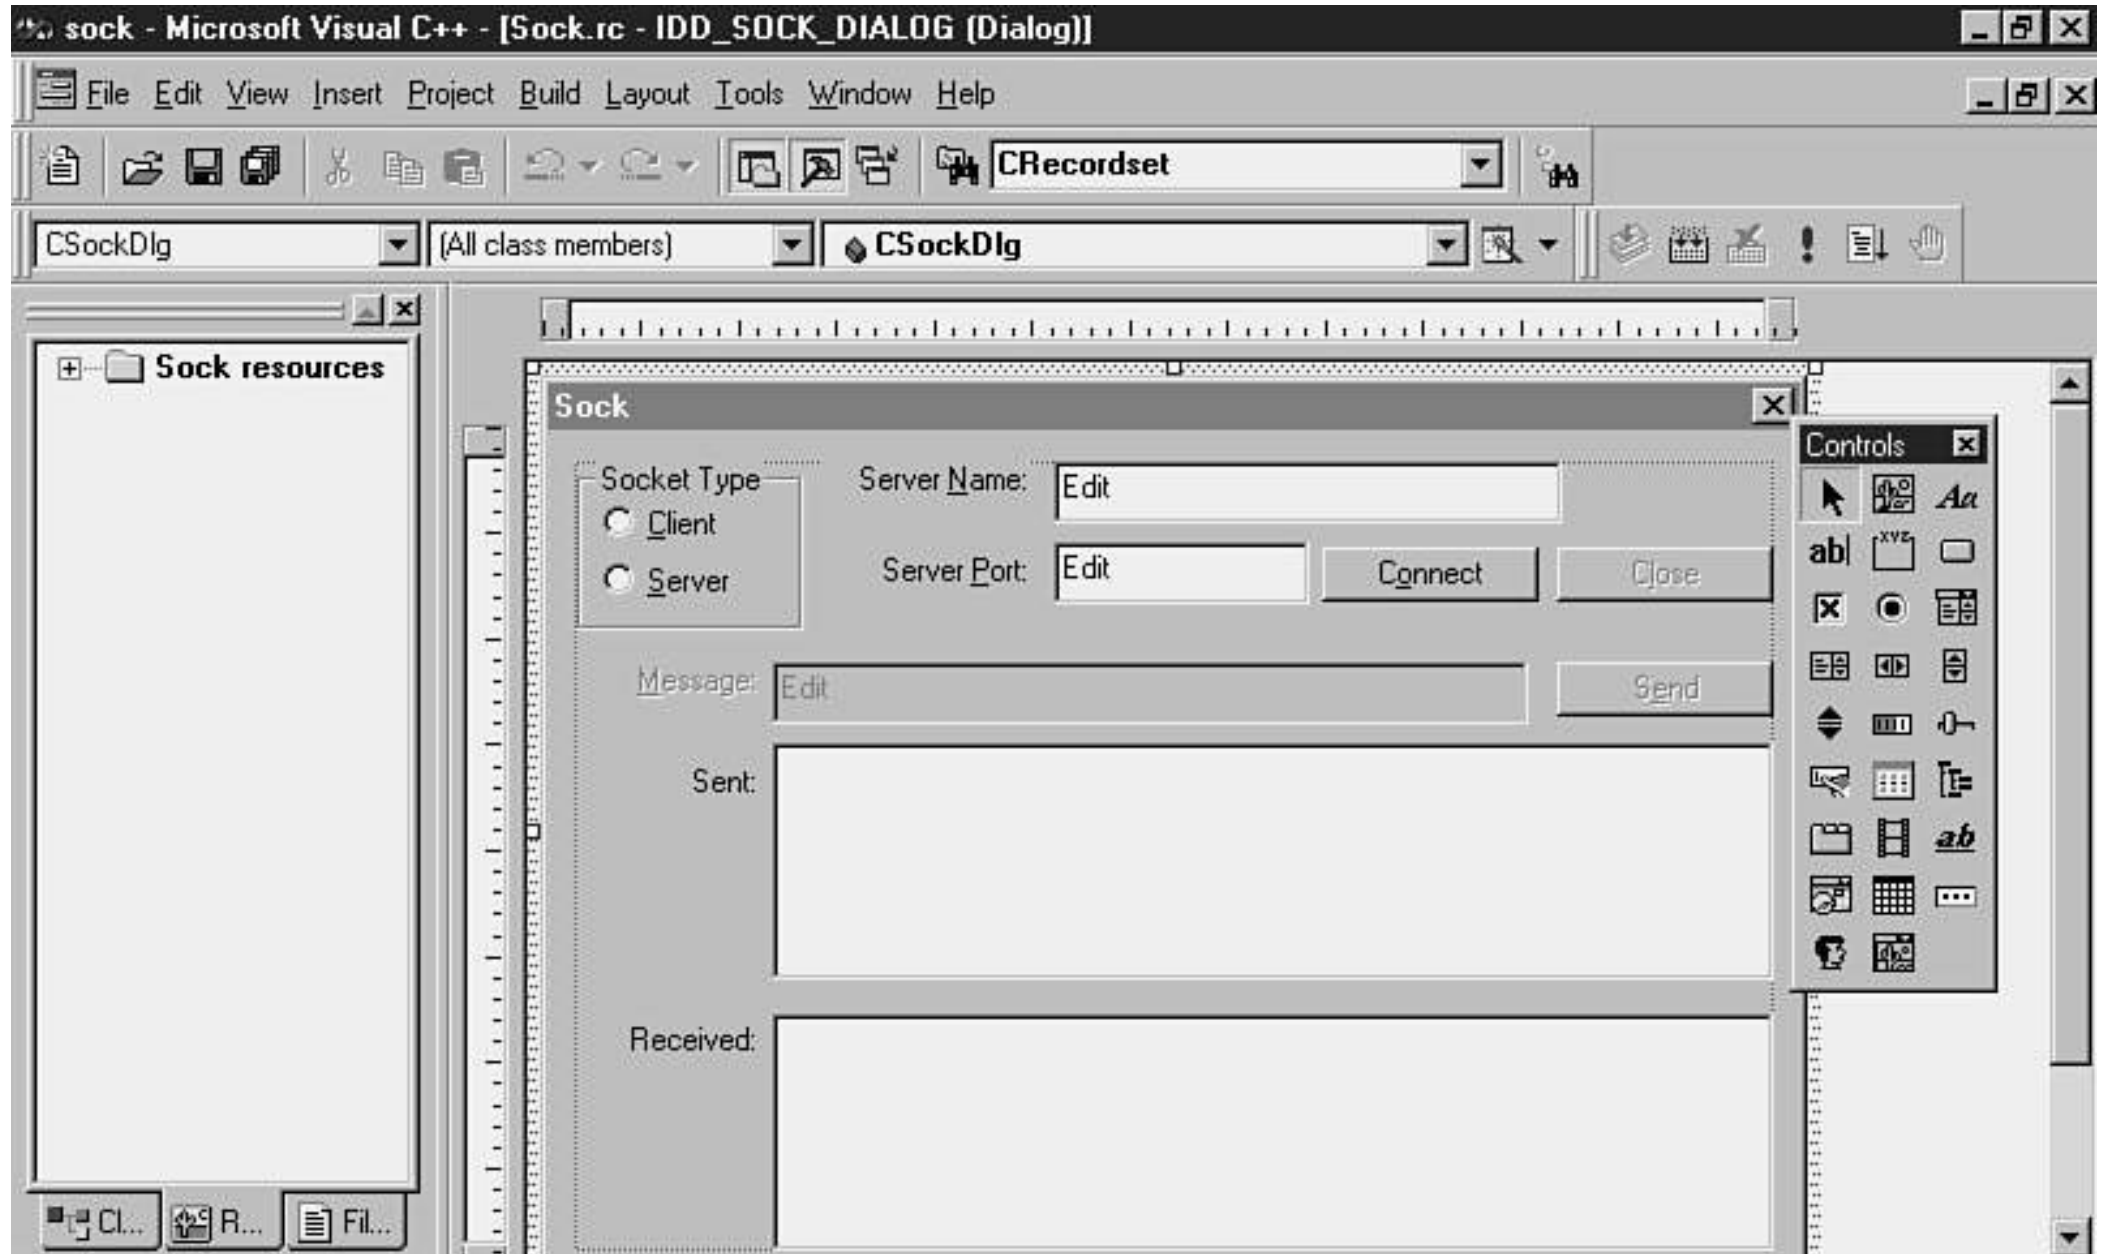 sock - Microsoft Visual C++ - [Sock.rc - IDD_SOCK_DIALOG (Dialog)]
File Edit View Insert Project Build Layout Tools Window Help
CRecordset
CSockDlg (All class members) CSockDlg
Sock resources
Sock
Controls
Socket Type
Client
Server
Server Name: Edit
Server Port: Edit Connect Close
Message: Edit Send
Sent:
Received:
Aa
ab
xyz
ab
Cl... R... Fil...